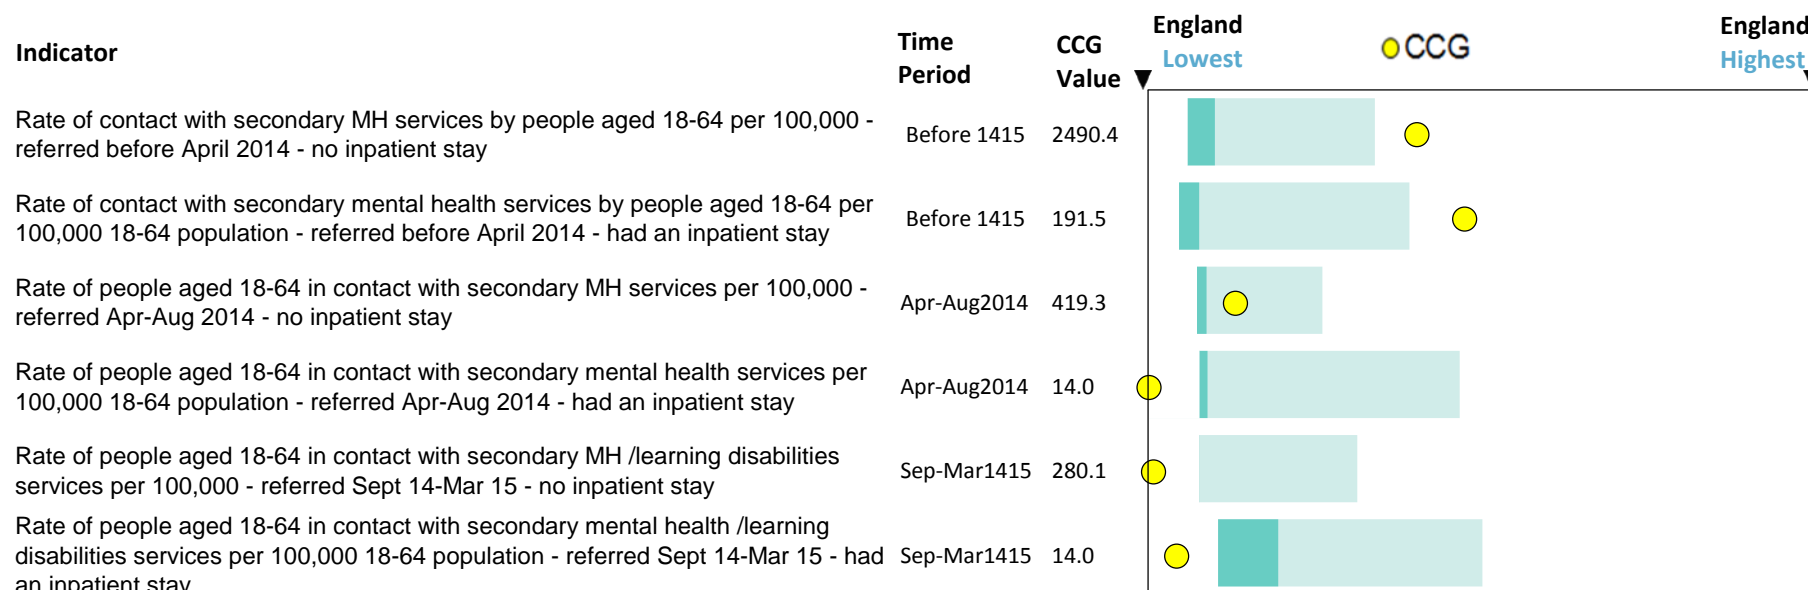 Indicator
Time Period
CCG Value
England Lowest
CCG
England Highest
Rate of contact with secondary MH services by people aged 18-64 per 100,000 -
referred before April 2014 - no inpatient stay
Before 1415 2490.4
Rate of contact with secondary mental health services by people aged 18-64 per
100,000 18-64 population - referred before April 2014 - had an inpatient stay
Before 1415 191.5
Rate of people aged 18-64 in contact with secondary MH services per 100,000 -
referred Apr-Aug 2014 - no inpatient stay
Apr-Aug2014 419.3
Rate of people aged 18-64 in contact with secondary mental health services per
100,000 18-64 population - referred Apr-Aug 2014 - had an inpatient stay
Apr-Aug2014 14.0
Rate of people aged 18-64 in contact with secondary MH /learning disabilities
services per 100,000 - referred Sept 14-Mar 15 - no inpatient stay
Sep-Mar1415 280.1
Rate of people aged 18-64 in contact with secondary mental health /learning
disabilities services per 100,000 18-64 population - referred Sept 14-Mar 15 - had
an inpatient stay
Sep-Mar1415 14.0